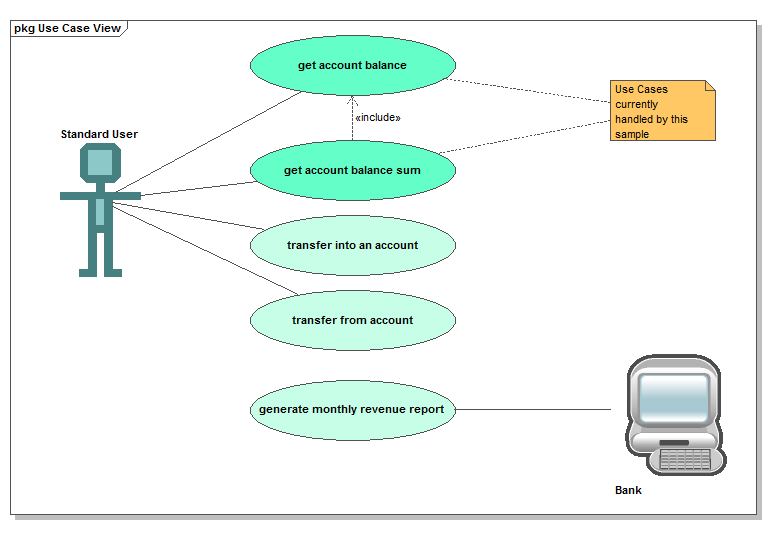 pkg Use Case View
get account balance
Use Cases
currently
handled by this
sample
«include»
Standard User
get account balance sum
transfer into an account
transfer from account
generate monthly revenue report
Bank